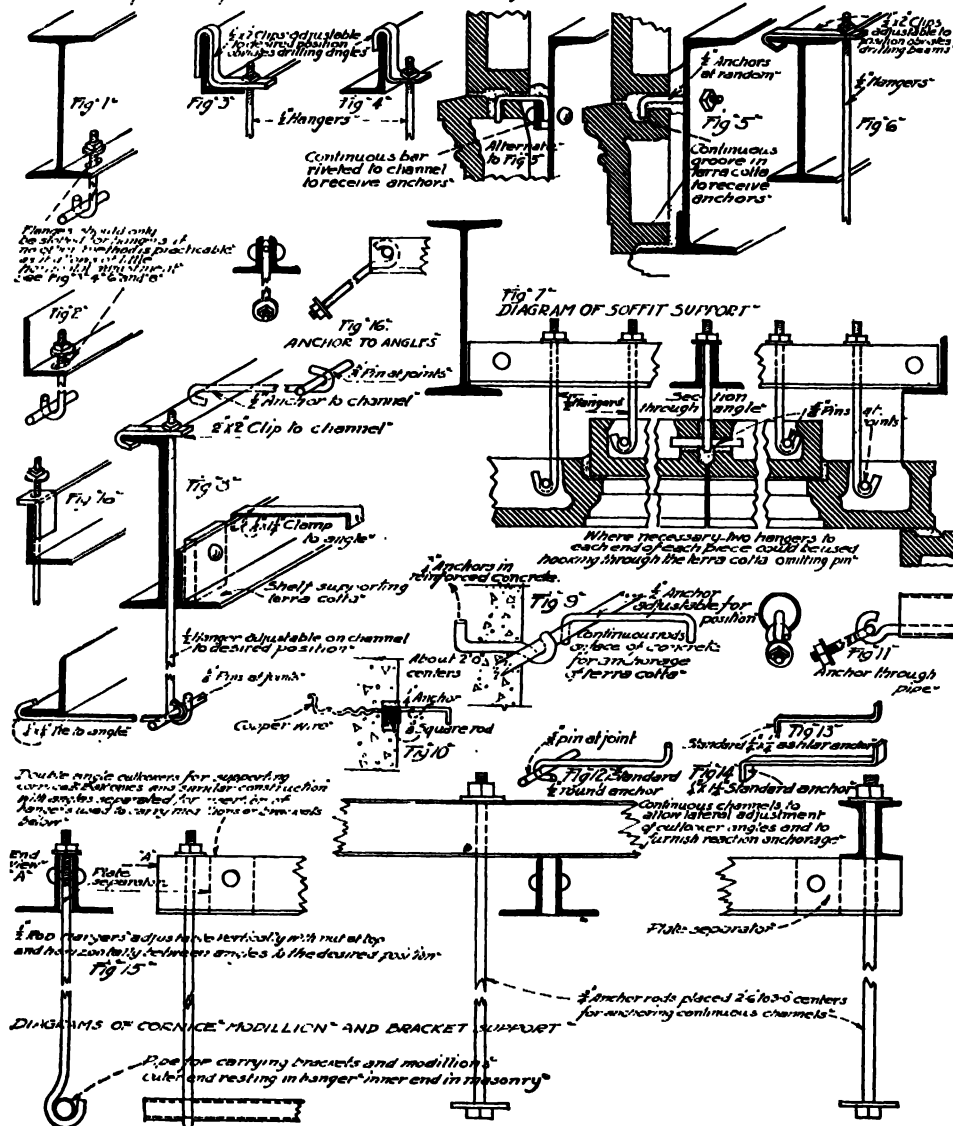 Fig 1"
½ x 2" Clips adjustable
to desired position
obviates drilling angles
Fig "3"
Fig "4"
½ Hangers
Continuous bar
riveted to channel
to receive anchors"
Alternate
to Fig 5"
½" Anchors
at random"
Fig "5"
Continuous
groove in
terra cotta
to receive
anchors"
½ x 2" Clips
adjustable to
position obviates
drilling beams"
½ Hangers
Fig "6"
Flanges should only
be slotted for hangers if
no other method is practicable
see Fig "3" "4" "6" and "8"
Fig "2"
Fig "16"
ANCHOR TO ANGLES
Fig "7"
DIAGRAM OF SOFFIT SUPPORT"
Pin at joints"
Anchor to channel"
2"x2" Clip to channel"
Hangers
Section
through angle"
Pins at
joints"
Fig "8"
Clamp
to angle"
Shelf supporting
terra cotta"
Where necessary two hangers to
each end of each piece could be used
hooking through the terra cotta omitting pin"
Anchors in
reinforced concrete.
Fig "9"
½" Anchor
adjustable for
position"
Continuous rods
surface of concrete
for anchorage
of terra cotta"
About 2'0"
centers
½ Hanger adjustable on channel
to desired position"
Pins at joints"
Tie to angle"
Copper wire
Anchor
Square rod
Fig 10"
Fig "11"
Anchor through
pipe"
pin at joint
Fig 12 Standard
½ round anchor
Fig "13"
Standard ashlar anchor
Fig "14"
Standard anchor"
Double angle outlookers for supporting
cornices balconies and similar construction
with angles separated for insertion of
hangers used to carry modillions or brackets
below"
End
view
"A"
"A"
Plate
separator
Continuous channels to
allow lateral adjustment
of outlooker angles and to
furnish reaction anchorage"
Plate separator"
½ Rod hangers adjustable vertically with nut at top
and horizontally between angles to the desired position"
Fig "15"
Anchor rods placed 2'-6" to 3'-0" centers
for anchoring continuous channels"
DIAGRAMS OF CORNICE" MODILLION" AND BRACKET SUPPORT"
Pipe for carrying brackets and modillions"
outer end resting in hanger" inner end in masonry"